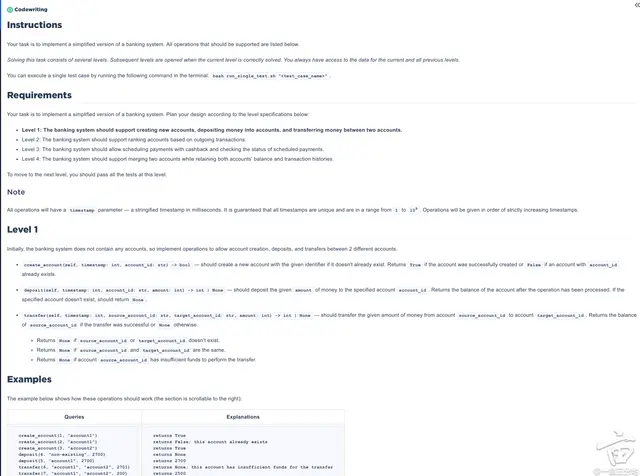 Codewriting
Instructions
Your task is to implement a simplified version of a banking system. All operations that should be supported are listed below
Solving this task consists of several levels. Subsequent levels are opened when the current level is correctly solved. You always have access to the data for the current and all previous levels.
You can execute a single test case by running the following command in the terminal: bash run_single_test.sh "<test_case_name>".
Requirements
Your task is to implement a simplified version of a banking system. Plan your design according to the level specifications below:
• Level 1: The banking system should support creating new accounts, depositing money into accounts, and transferring money between two accounts.
• Level 2: The banking system should support ranking accounts based on outgoing transactions.
• Level 3: The banking system should allow scheduling payments with cashback and checking the status of scheduled payments.
• Level 4: The banking system should support merging two accounts while retaining both accounts' balance and transaction histories.
To move to the next level, you should pass all the tests at this level.
Note
All operations will have a timestamp parameter — a stringified timestamp in milliseconds. It is guaranteed that all timestamps are unique and are in a range from 1 to 10⁹. Operations will be given in order of strictly increasing timestamps.
Level 1
Initially, the banking system does not contain any accounts, so implement operations to allow account creation, deposits, and transfers between 2 different accounts.
• create_account(self, timestamp: int, account_id: str) -> bool — should create a new account with the given identifier if it doesn't already exist. Returns True if the account was successfully created or False if an account with account_id
already exists.
• deposit(self, timestamp: int, account_id: str, amount: int) -> int | None — should deposit the given amount of money to the specified account account_id. Returns the balance of the account after the operation has been processed. If the
specified account doesn't exist, should return None.
• transfer(self, timestamp: int, source_account_id: str, target_account_id: str, amount: int) -> int | None — should transfer the given amount of money from account source_account_id to account target_account_id. Returns the balance
of source_account_id if the transfer was successful or None otherwise.
◦ Returns None if source_account_id or target_account_id doesn't exist.
◦ Returns None if source_account_id and target_account_id are the same.
◦ Returns None if account source_account_id has insufficient funds to perform the transfer.
Examples
The example below shows how these operations should work (the section is scrollable to the right):
Queries Explanations
create_account(1, "account1") returns True
create_account(2, "account1") returns False: this account already exists
create_account(3, "account2") returns True
deposit(4, "non-existing", 2700) returns None
deposit(5, "account1", 2700) returns 2700
transfer(6, "account1", "account2", 2701) returns None: this account has insufficient funds for the transfer
transfer(7, "account1", "account2", 200) returns 2500